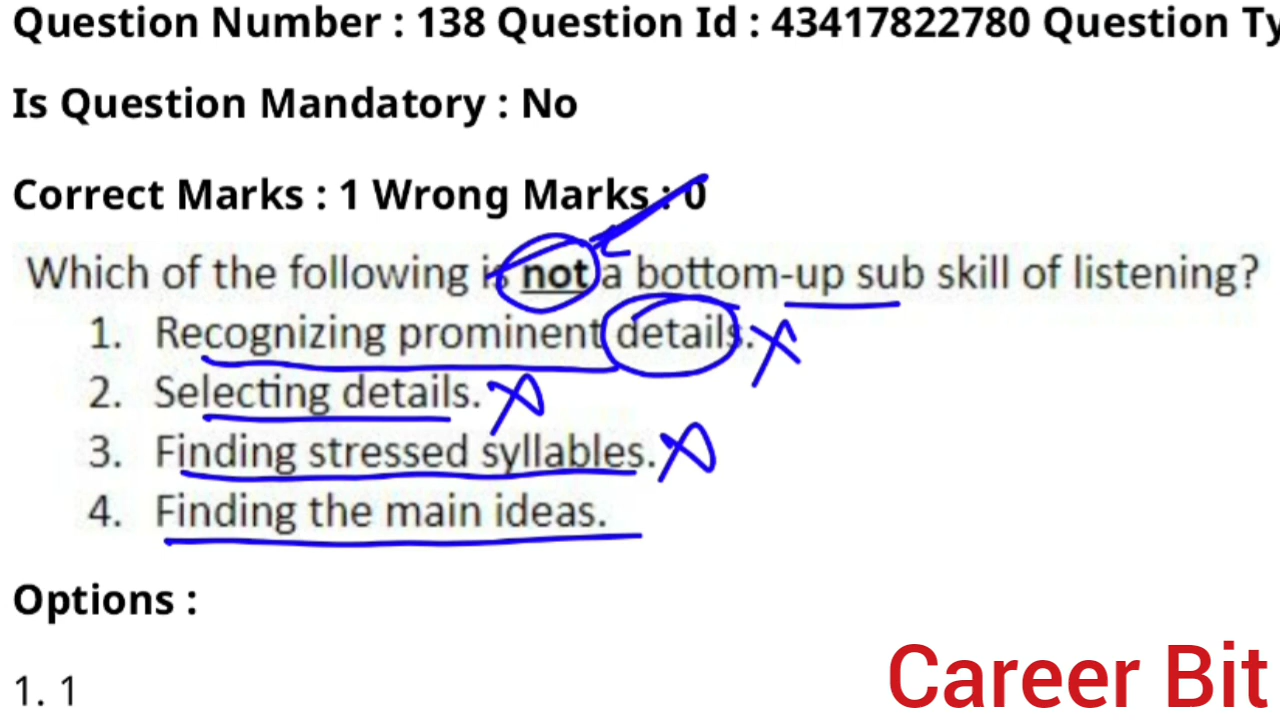 Question Number : 138 Question Id : 43417822780 Question Ty
Is Question Mandatory : No
Correct Marks : 1 Wrong Marks : 0
Which of the following is not a bottom-up sub skill of listening?
1. Recognizing prominent details.
2. Selecting details.
3. Finding stressed syllables.
4. Finding the main ideas.
Options :
1. 1
Career Bit